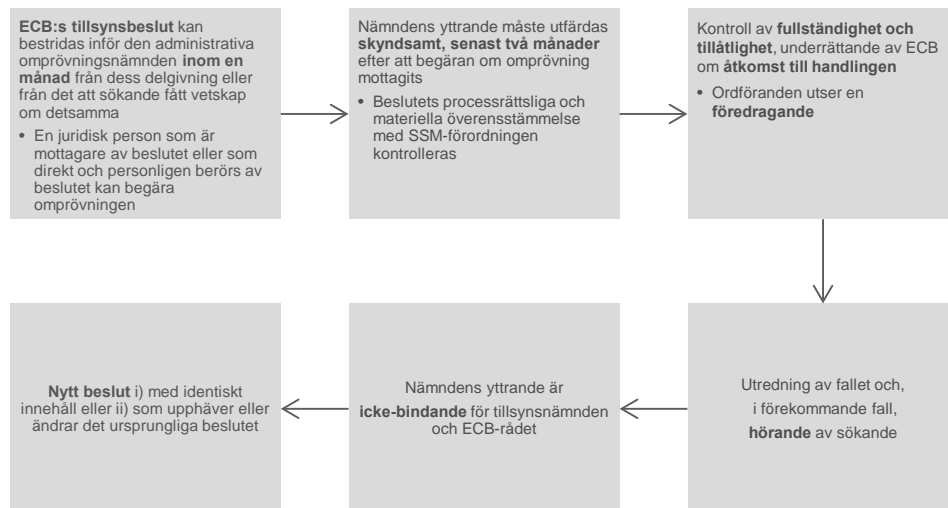 ECB:s tillsynsbeslut kan
bestridas inför den administrativa
omprövningsnämnden inom en
månad från dess delgivning eller
från det att sökande fått vetskap
om detsamma
• En juridisk person som är
mottagare av beslutet eller som
direkt och personligen berörs av
beslutet kan begära
omprövningen
Nämndens yttrande måste utfärdas
skyndsamt, senast två månader
efter att begäran om omprövning
mottagits
• Beslutets processrättsliga och
materiella överensstämmelse
med SSM-förordningen
kontrolleras
Kontroll av fullständighet och
tillåtlighet, underrättande av ECB
om åtkomst till handlingen
• Ordföranden utser en
föredragande
Utredning av fallet och,
i förekommande fall,
hörande av sökande
Nämndens yttrande är
icke-bindande för tillsynsnämnden
och ECB-rådet
Nytt beslut i) med identiskt
innehåll eller ii) som upphäver eller
ändrar det ursprungliga beslutet